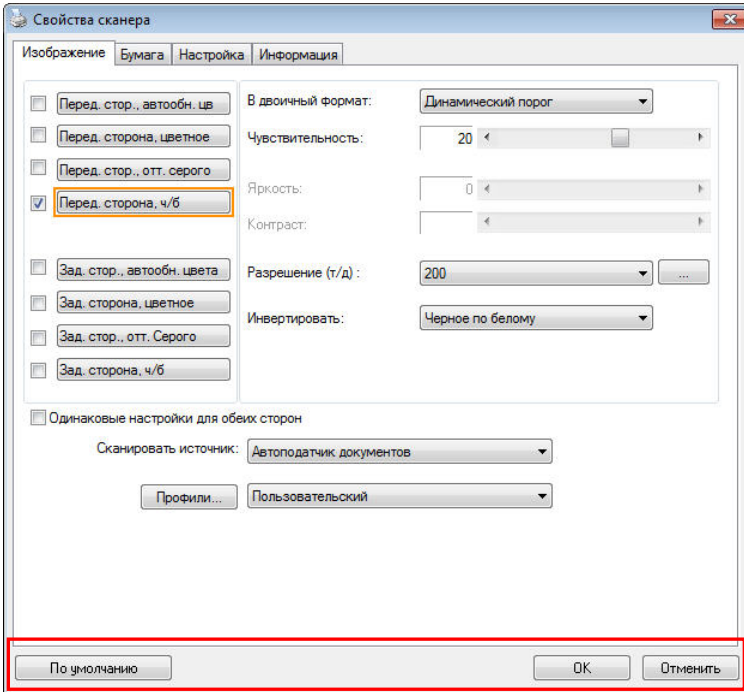 Свойства сканера
Изображение Бумага Настройка Информация
Перед. стор., автообн. цв
Перед. сторона, цветное
Перед. стор., отт. серого
Перед. сторона, ч/б
Зад. стор., автообн. цвета
Зад. сторона, цветное
Зад. стор., отт. Серого
Зад. сторона, ч/б
В двоичный формат: Динамический порог
Чувствительность: 20
Яркость: 0
Контраст:
Разрешение (т/д) : 200 ...
Инвертировать: Черное по белому
Одинаковые настройки для обеих сторон
Сканировать источник: Автоподатчик документов
Профили... Пользовательский
По умолчанию OK Отменить